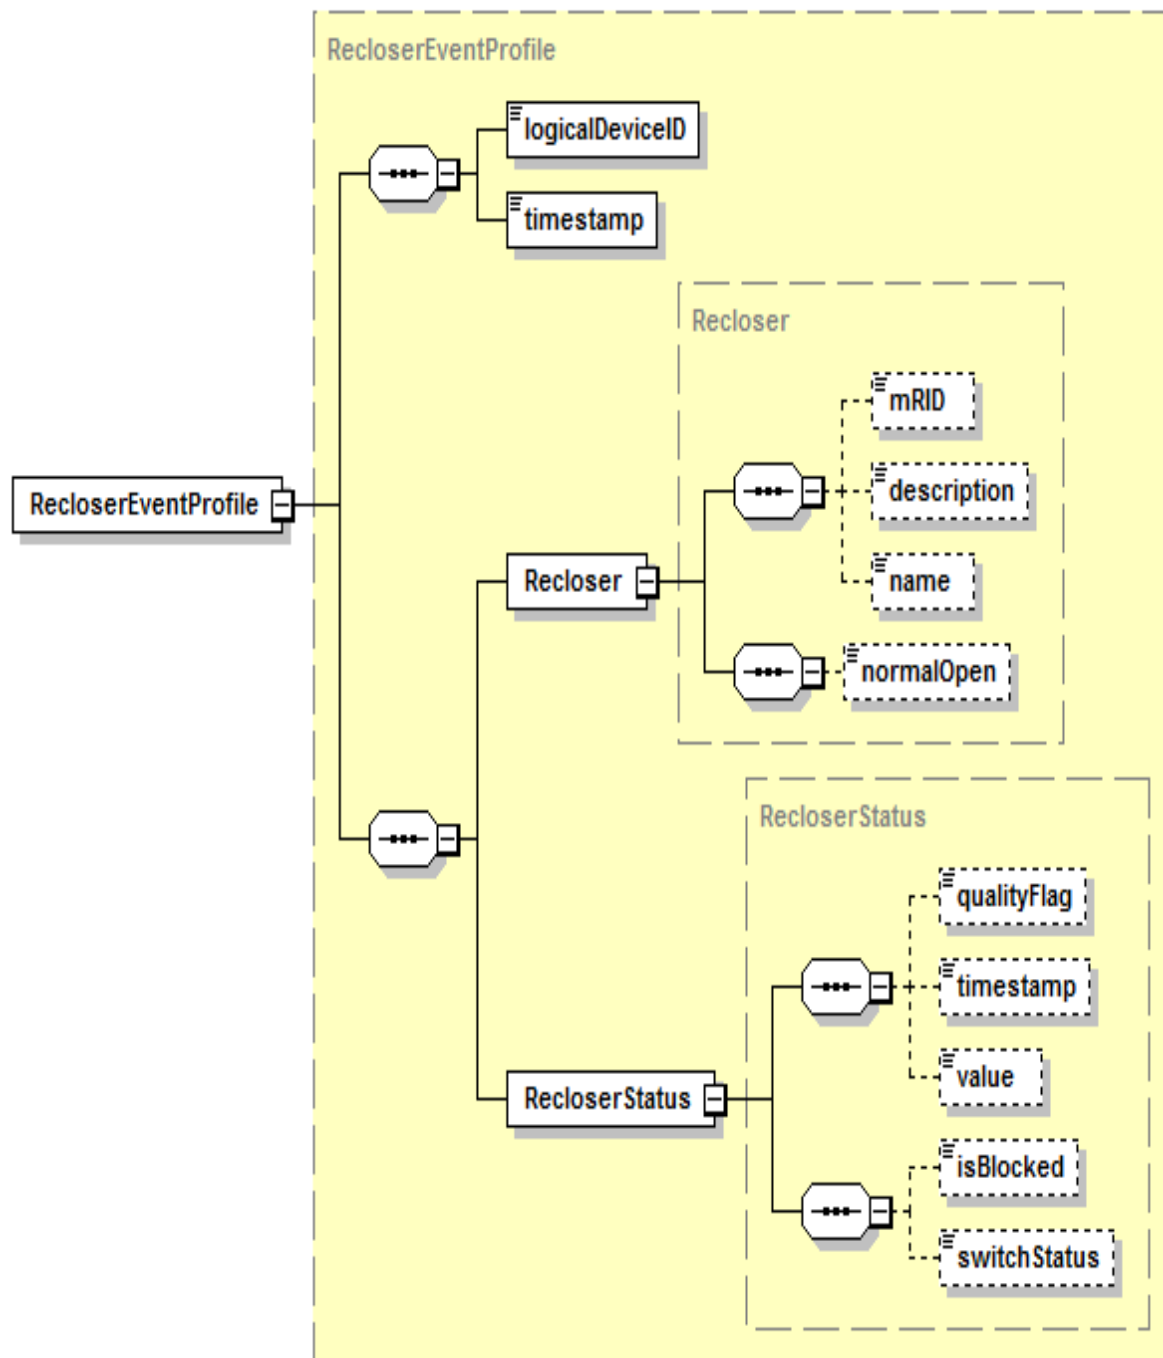 RecloserEventProfile
logicalDeviceID
timestamp
Recloser
mRID
description
RecloserEventProfile
Recloser
name
normalOpen
RecloserStatus
qualityFlag
timestamp
value
RecloserStatus
isBlocked
switchStatus